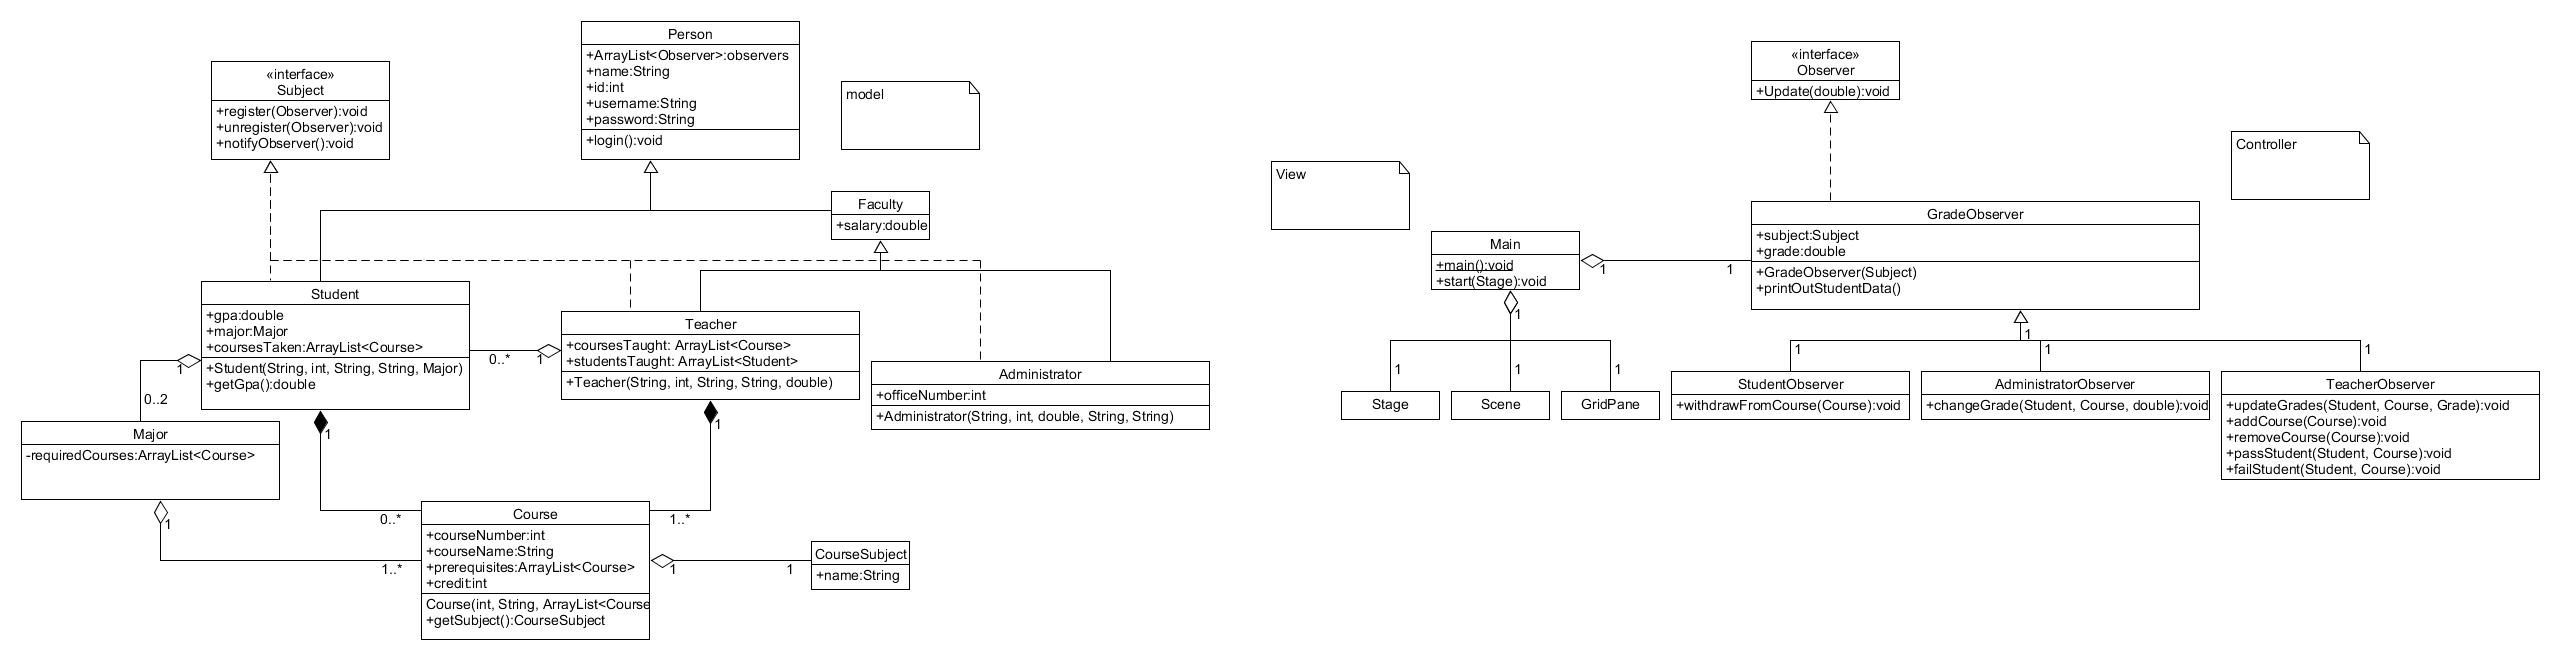 Person
+ArrayList<Observer>:observers
+name:String
+id:int
+username:String
+password:String
+login():void
«interface»
Subject
+register(Observer):void
+unregister(Observer):void
+notifyObserver():void
model
Faculty
+salary:double
Student
+gpa:double
+major:Major
+coursesTaken:ArrayList<Course>
+Student(String, int, String, String, Major)
+getGpa():double
0..*
1
Teacher
+coursesTaught: ArrayList<Course>
+studentsTaught: ArrayList<Student>
+Teacher(String, int, String, String, double)
Administrator
+officeNumber:int
+Administrator(String, int, double, String, String)
1
0..2
Major
-requiredCourses:ArrayList<Course>
1
1
1
0..*
1..*
1..*
Course
+courseNumber:int
+courseName:String
+prerequisites:ArrayList<Course>
+credit:int
Course(int, String, ArrayList<Course
+getSubject():CourseSubject
1
1
CourseSubject
+name:String
«interface»
Observer
+Update(double):void
View
Controller
Main
+main():void
+start(Stage):void
1
1
GradeObserver
+subject:Subject
+grade:double
+GradeObserver(Subject)
+printOutStudentData()
1
1
1
1
Stage
Scene
GridPane
1
1
1
1
StudentObserver
+withdrawFromCourse(Course):void
AdministratorObserver
+changeGrade(Student, Course, double):void
TeacherObserver
+updateGrades(Student, Course, Grade):void
+addCourse(Course):void
+removeCourse(Course):void
+passStudent(Student, Course):void
+failStudent(Student, Course):void